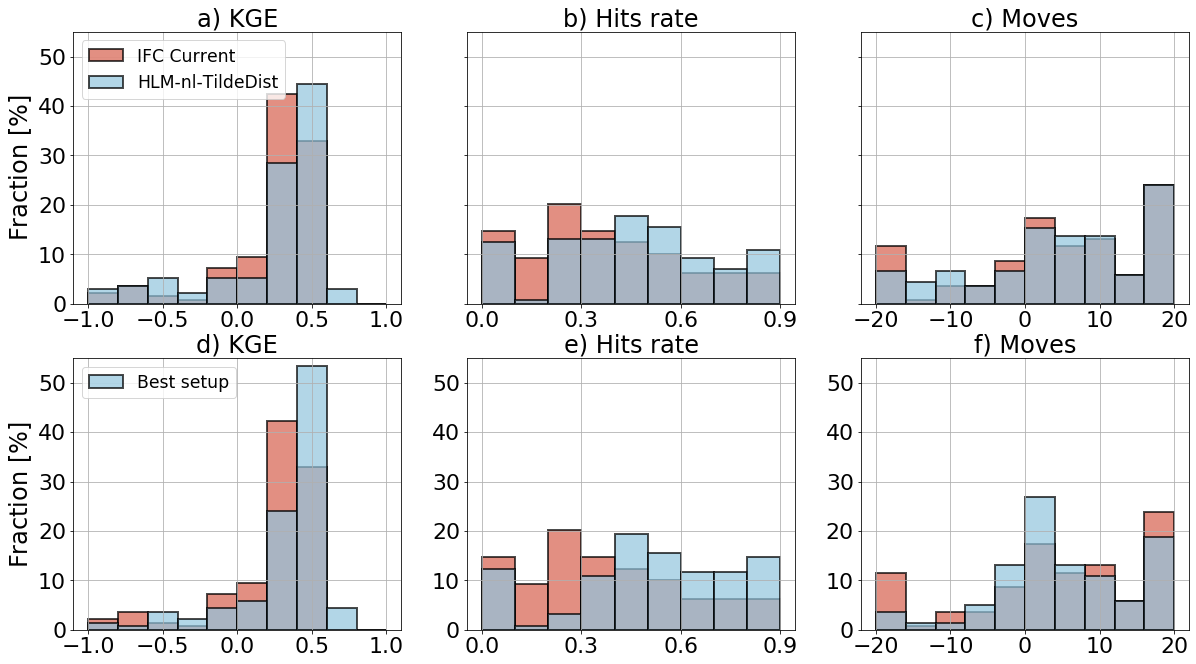 a) KGE
b) Hits rate
c) Moves
Fraction [%]
50
40
30
20
10
0
IFC Current
HLM-nl-TildeDist
−1.0 −0.5 0.0 0.5 1.0
0.0 0.3 0.6 0.9
−20 −10 0 10 20
d) KGE
e) Hits rate
f) Moves
Fraction [%]
50
40
30
20
10
0
Best setup
50
40
30
20
10
0
50
40
30
20
10
0
−1.0 −0.5 0.0 0.5 1.0
0.0 0.3 0.6 0.9
−20 −10 0 10 20